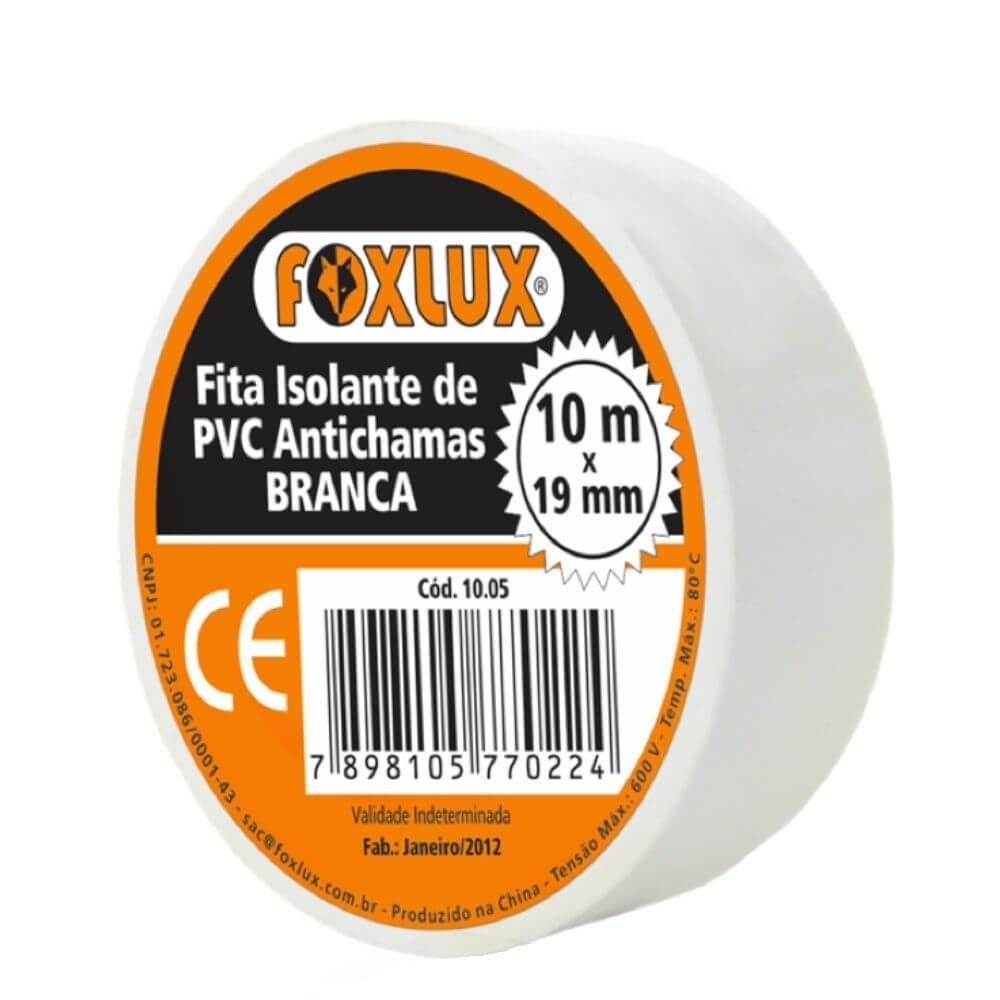 FOXLUX®
Fita Isolante de
PVC Antichamas
BRANCA
10 m
x
19 mm
CE
Cód. 10.05
7 898105 770224
Validade Indeterminada
Fab.: Janeiro/2012
CNPJ: 01.723.086/0001-43 - sac@foxlux.com.br - Produzido na China - Tensão Máx.: 600 V - Temp. Máx.: 80°C